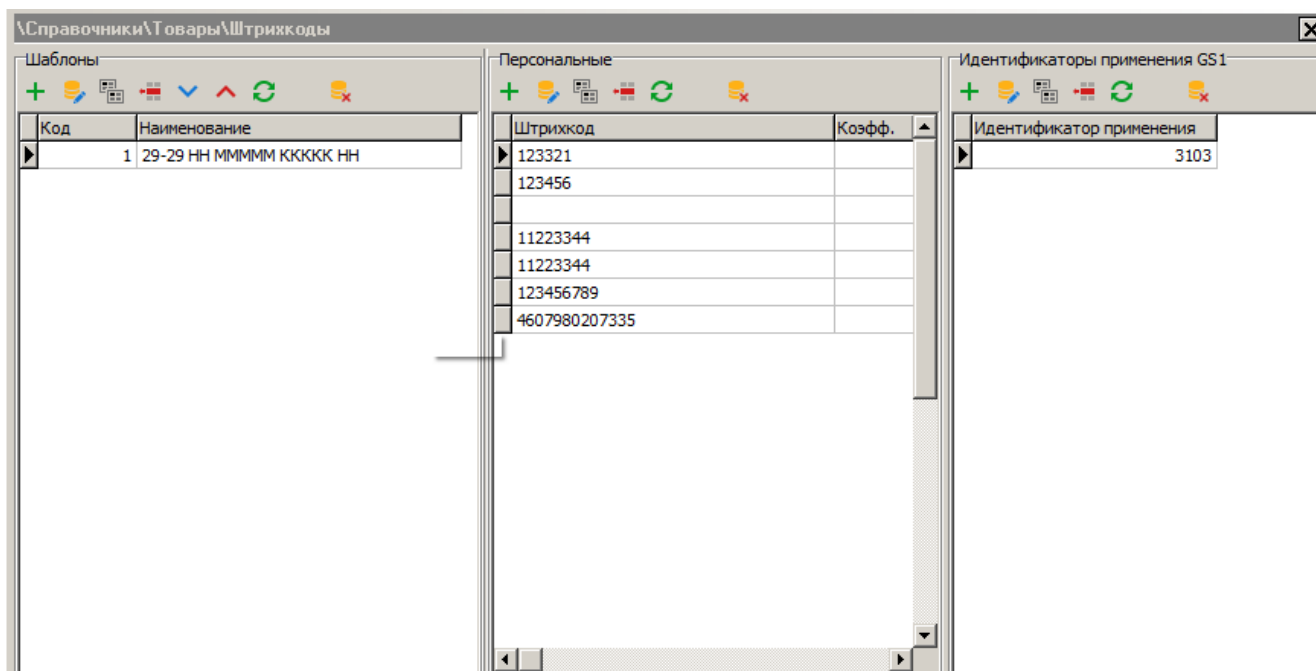 \Справочники\Товары\Штрихкоды
Шаблоны
Код Наименование
1 29-29 НН МММММ ККККК НН
Персональные
Штрихкод Коэфф.
123321
123456
11223344
11223344
123456789
4607980207335
Идентификаторы применения GS1
Идентификатор применения
3103